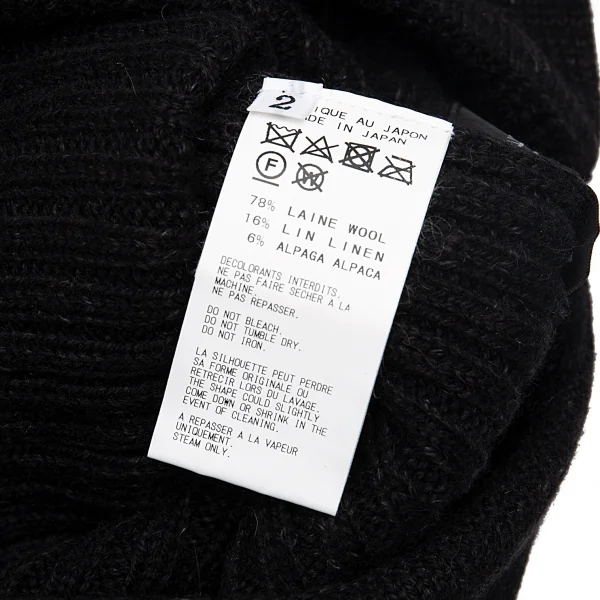 2
IQUE AU JAPON
MADE IN JAPAN
F W
78% LAINE WOOL
16% LIN LINEN
6% ALPAGA ALPACA
DECOLORANTS INTERDITS.
NE PAS FAIRE SECHER A LA
MACHINE.
NE PAS REPASSER.
DO NOT BLEACH.
DO NOT TUMBLE DRY.
DO NOT IRON.
LA SILHOUETTE PEUT PERDRE
SA FORME ORIGINALE OU
RETRECIR LORS DU LAVAGE.
THE SHAPE COULD SLIGHTLY
COME DOWN OR SHRINK IN THE
EVENT OF CLEANING.
A REPASSER A LA VAPEUR
UNIQUEMENT.
STEAM ONLY.